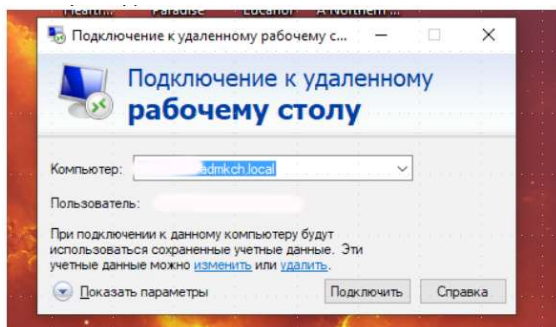 Paradise
Подключение к удаленному рабочему с...
Подключение к удаленному
рабочему столу
Компьютер: admkch.local
Пользователь:
При подключении к данному компьютеру будут
использоваться сохраненные учетные данные. Эти
учетные данные можно изменить или удалить.
Показать параметры Подключить Справка